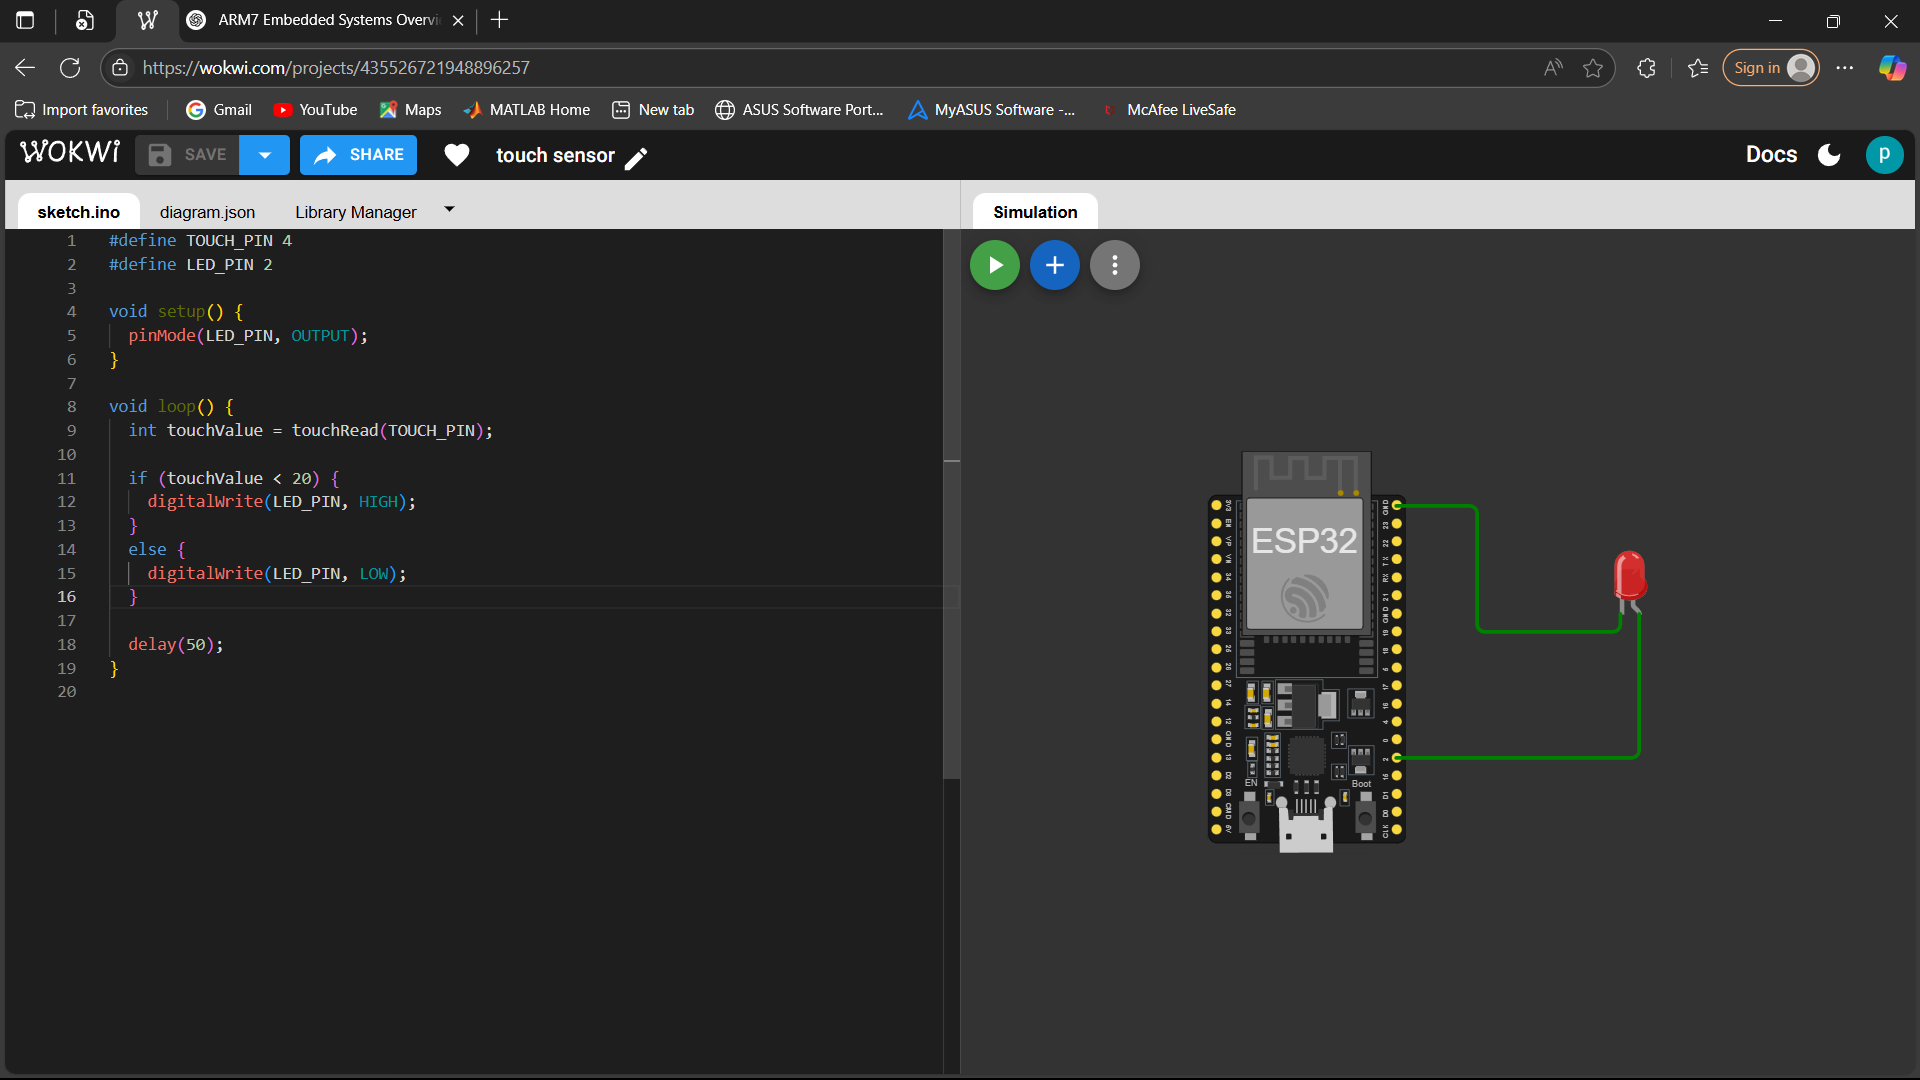 ARM7 Embedded Systems Overvi
https://wokwi.com/projects/435526721948896257
Sign in
Import favorites
Gmail
YouTube
Maps
MATLAB Home
New tab
ASUS Software Port...
MyASUS Software -...
McAfee LiveSafe
WOKWI
SAVE
SHARE
touch sensor
Docs
p
sketch.ino
diagram.json
Library Manager
Simulation
1 #define TOUCH_PIN 4
2 #define LED_PIN 2
3
4 void setup() {
5 pinMode(LED_PIN, OUTPUT);
6 }
7
8 void loop() {
9 int touchValue = touchRead(TOUCH_PIN);
10
11 if (touchValue < 20) {
12 digitalWrite(LED_PIN, HIGH);
13 }
14 else {
15 digitalWrite(LED_PIN, LOW);
16 }
17
18 delay(50);
19 }
20
ESP32
EN
Boot